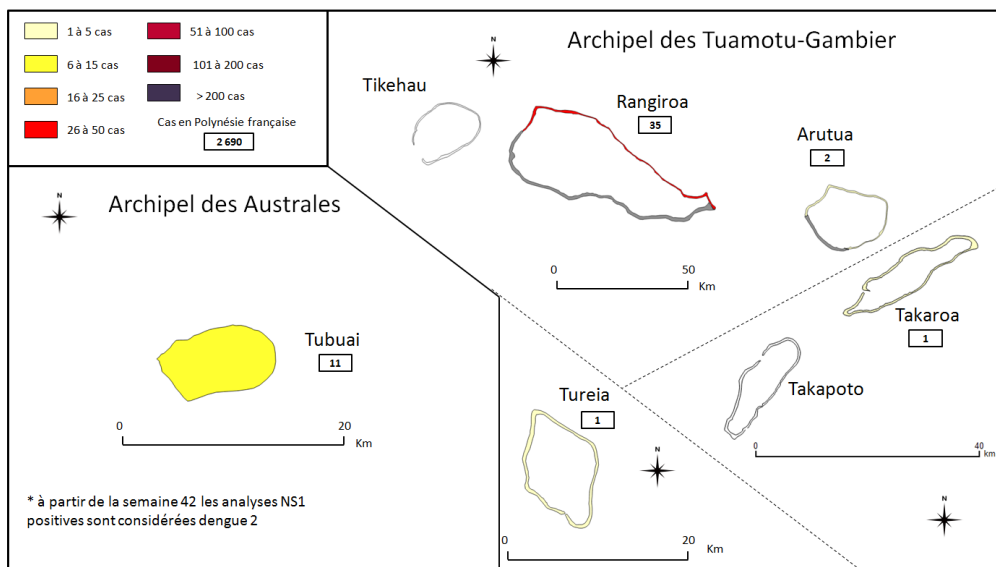 1 à 5 cas
6 à 15 cas
16 à 25 cas
26 à 50 cas
51 à 100 cas
101 à 200 cas
> 200 cas
Cas en Polynésie française
2 690
Archipel des Tuamotu-Gambier
N
Tikehau
Rangiroa
35
Arutua
2
0
50
Km
Takaroa
1
Takapoto
0
40
km
N
N
Archipel des Australes
Tubuai
11
0
20
Km
* à partir de la semaine 42 les analyses NS1
positives sont considérées dengue 2
Tureia
1
N
0
20
Km